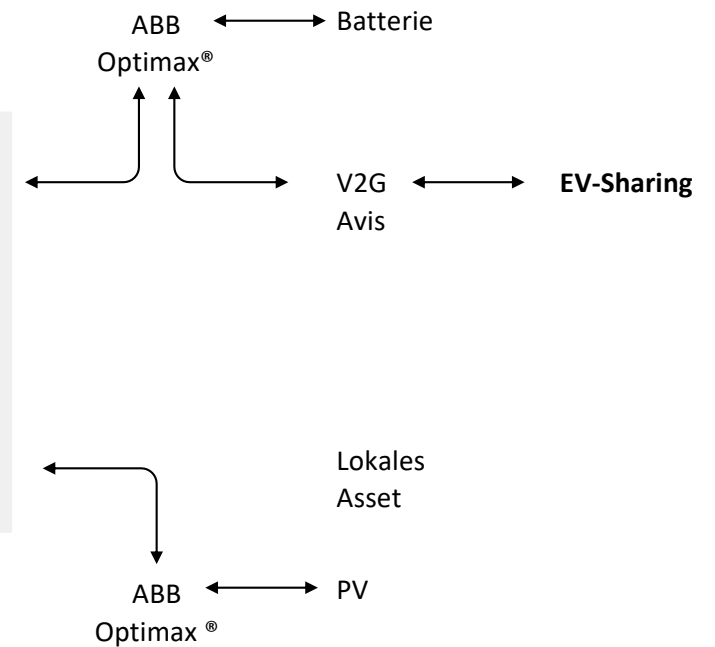 ABB
Optimax®
Batterie
V2G
Avis
EV-Sharing
Lokales
Asset
ABB
Optimax ®
PV